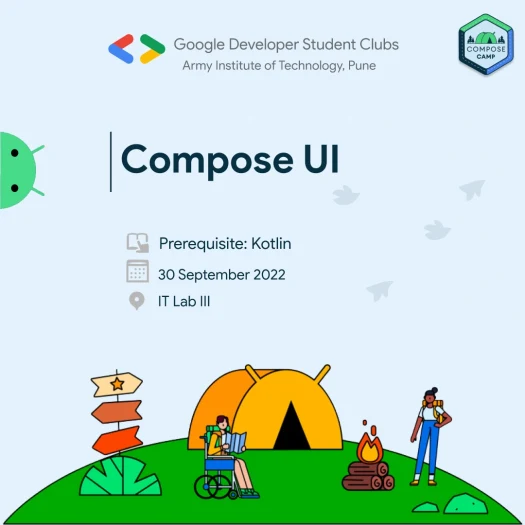 Google Developer Student Clubs
Army Institute of Technology, Pune
COMPOSE
CAMP
Compose UI
Prerequisite: Kotlin
30 September 2022
IT Lab III